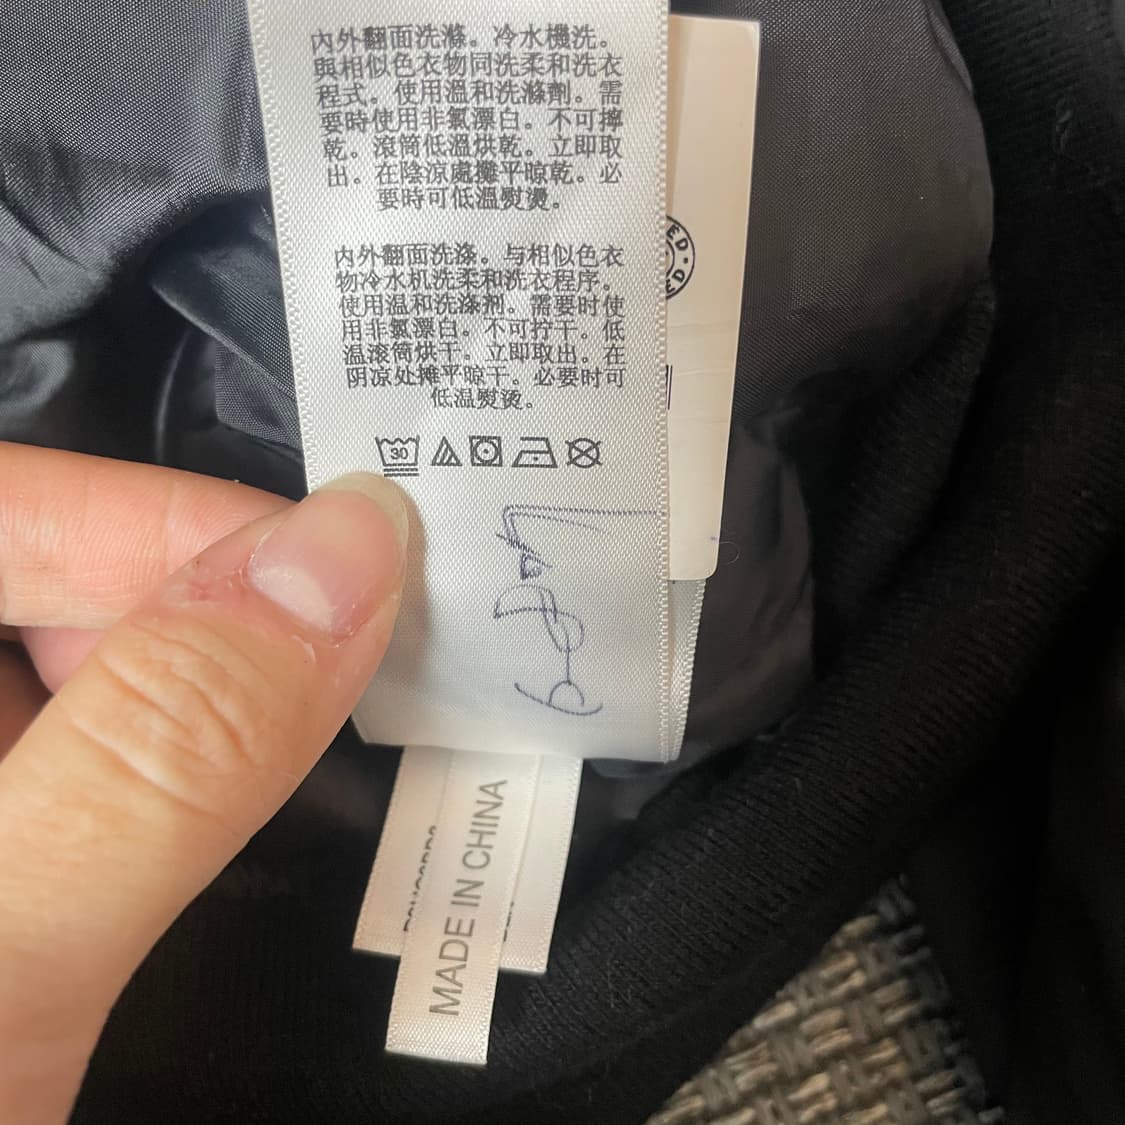 內外翻面洗滌。冷水機洗。
與相似色衣物同洗柔和洗衣
程式。使用溫和洗滌劑。需
要時使用非氯漂白。不可擰
乾。滾筒低溫烘乾。立即取
出。在陰涼處攤平晾乾。必
要時可低溫熨燙。
内外翻面洗涤。与相似色衣
物冷水机洗柔和洗衣程序。
使用温和洗涤剂。需要时使
用非氯漂白。不可拧干。低
温滚筒烘干。立即取出。在
阴凉处摊平晾干。必要时可
低温熨烫。
30
MADE IN CHINA